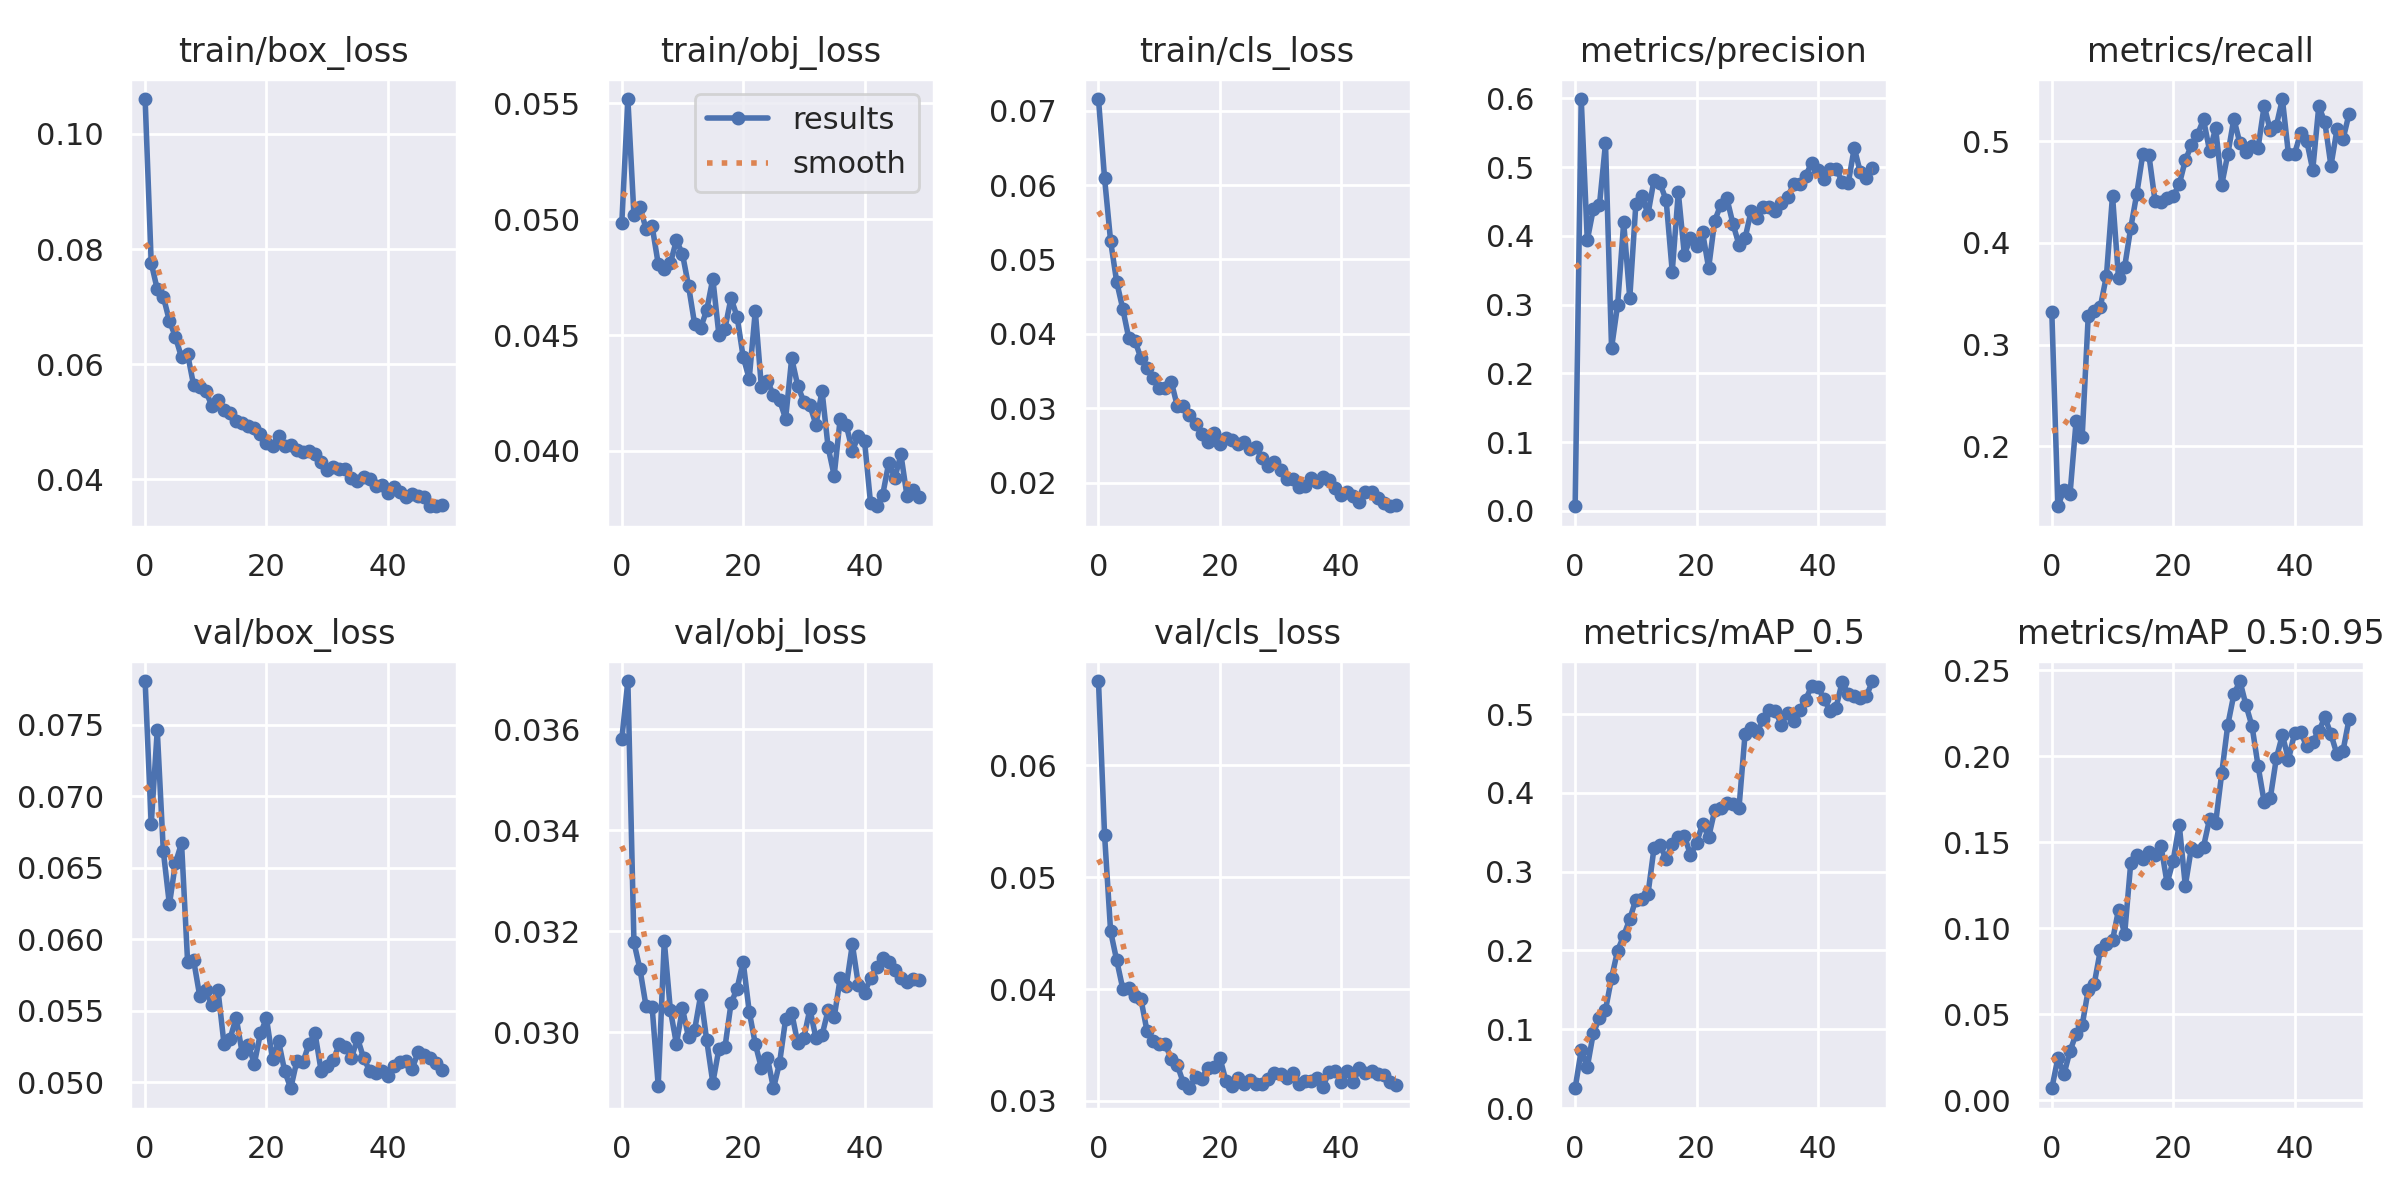 train/box_loss
0.10
0.08
0.06
0.04
0 20 40
train/obj_loss
results
smooth
0.055
0.050
0.045
0.040
0 20 40
train/cls_loss
0.07
0.06
0.05
0.04
0.03
0.02
0 20 40
metrics/precision
0.6
0.5
0.4
0.3
0.2
0.1
0.0
0 20 40
metrics/recall
0.5
0.4
0.3
0.2
0 20 40
val/box_loss
0.075
0.070
0.065
0.060
0.055
0.050
0 20 40
val/obj_loss
0.036
0.034
0.032
0.030
0 20 40
val/cls_loss
0.06
0.05
0.04
0.03
0 20 40
metrics/mAP_0.5
0.5
0.4
0.3
0.2
0.1
0.0
0 20 40
metrics/mAP_0.5:0.95
0.25
0.20
0.15
0.10
0.05
0.00
0 20 40